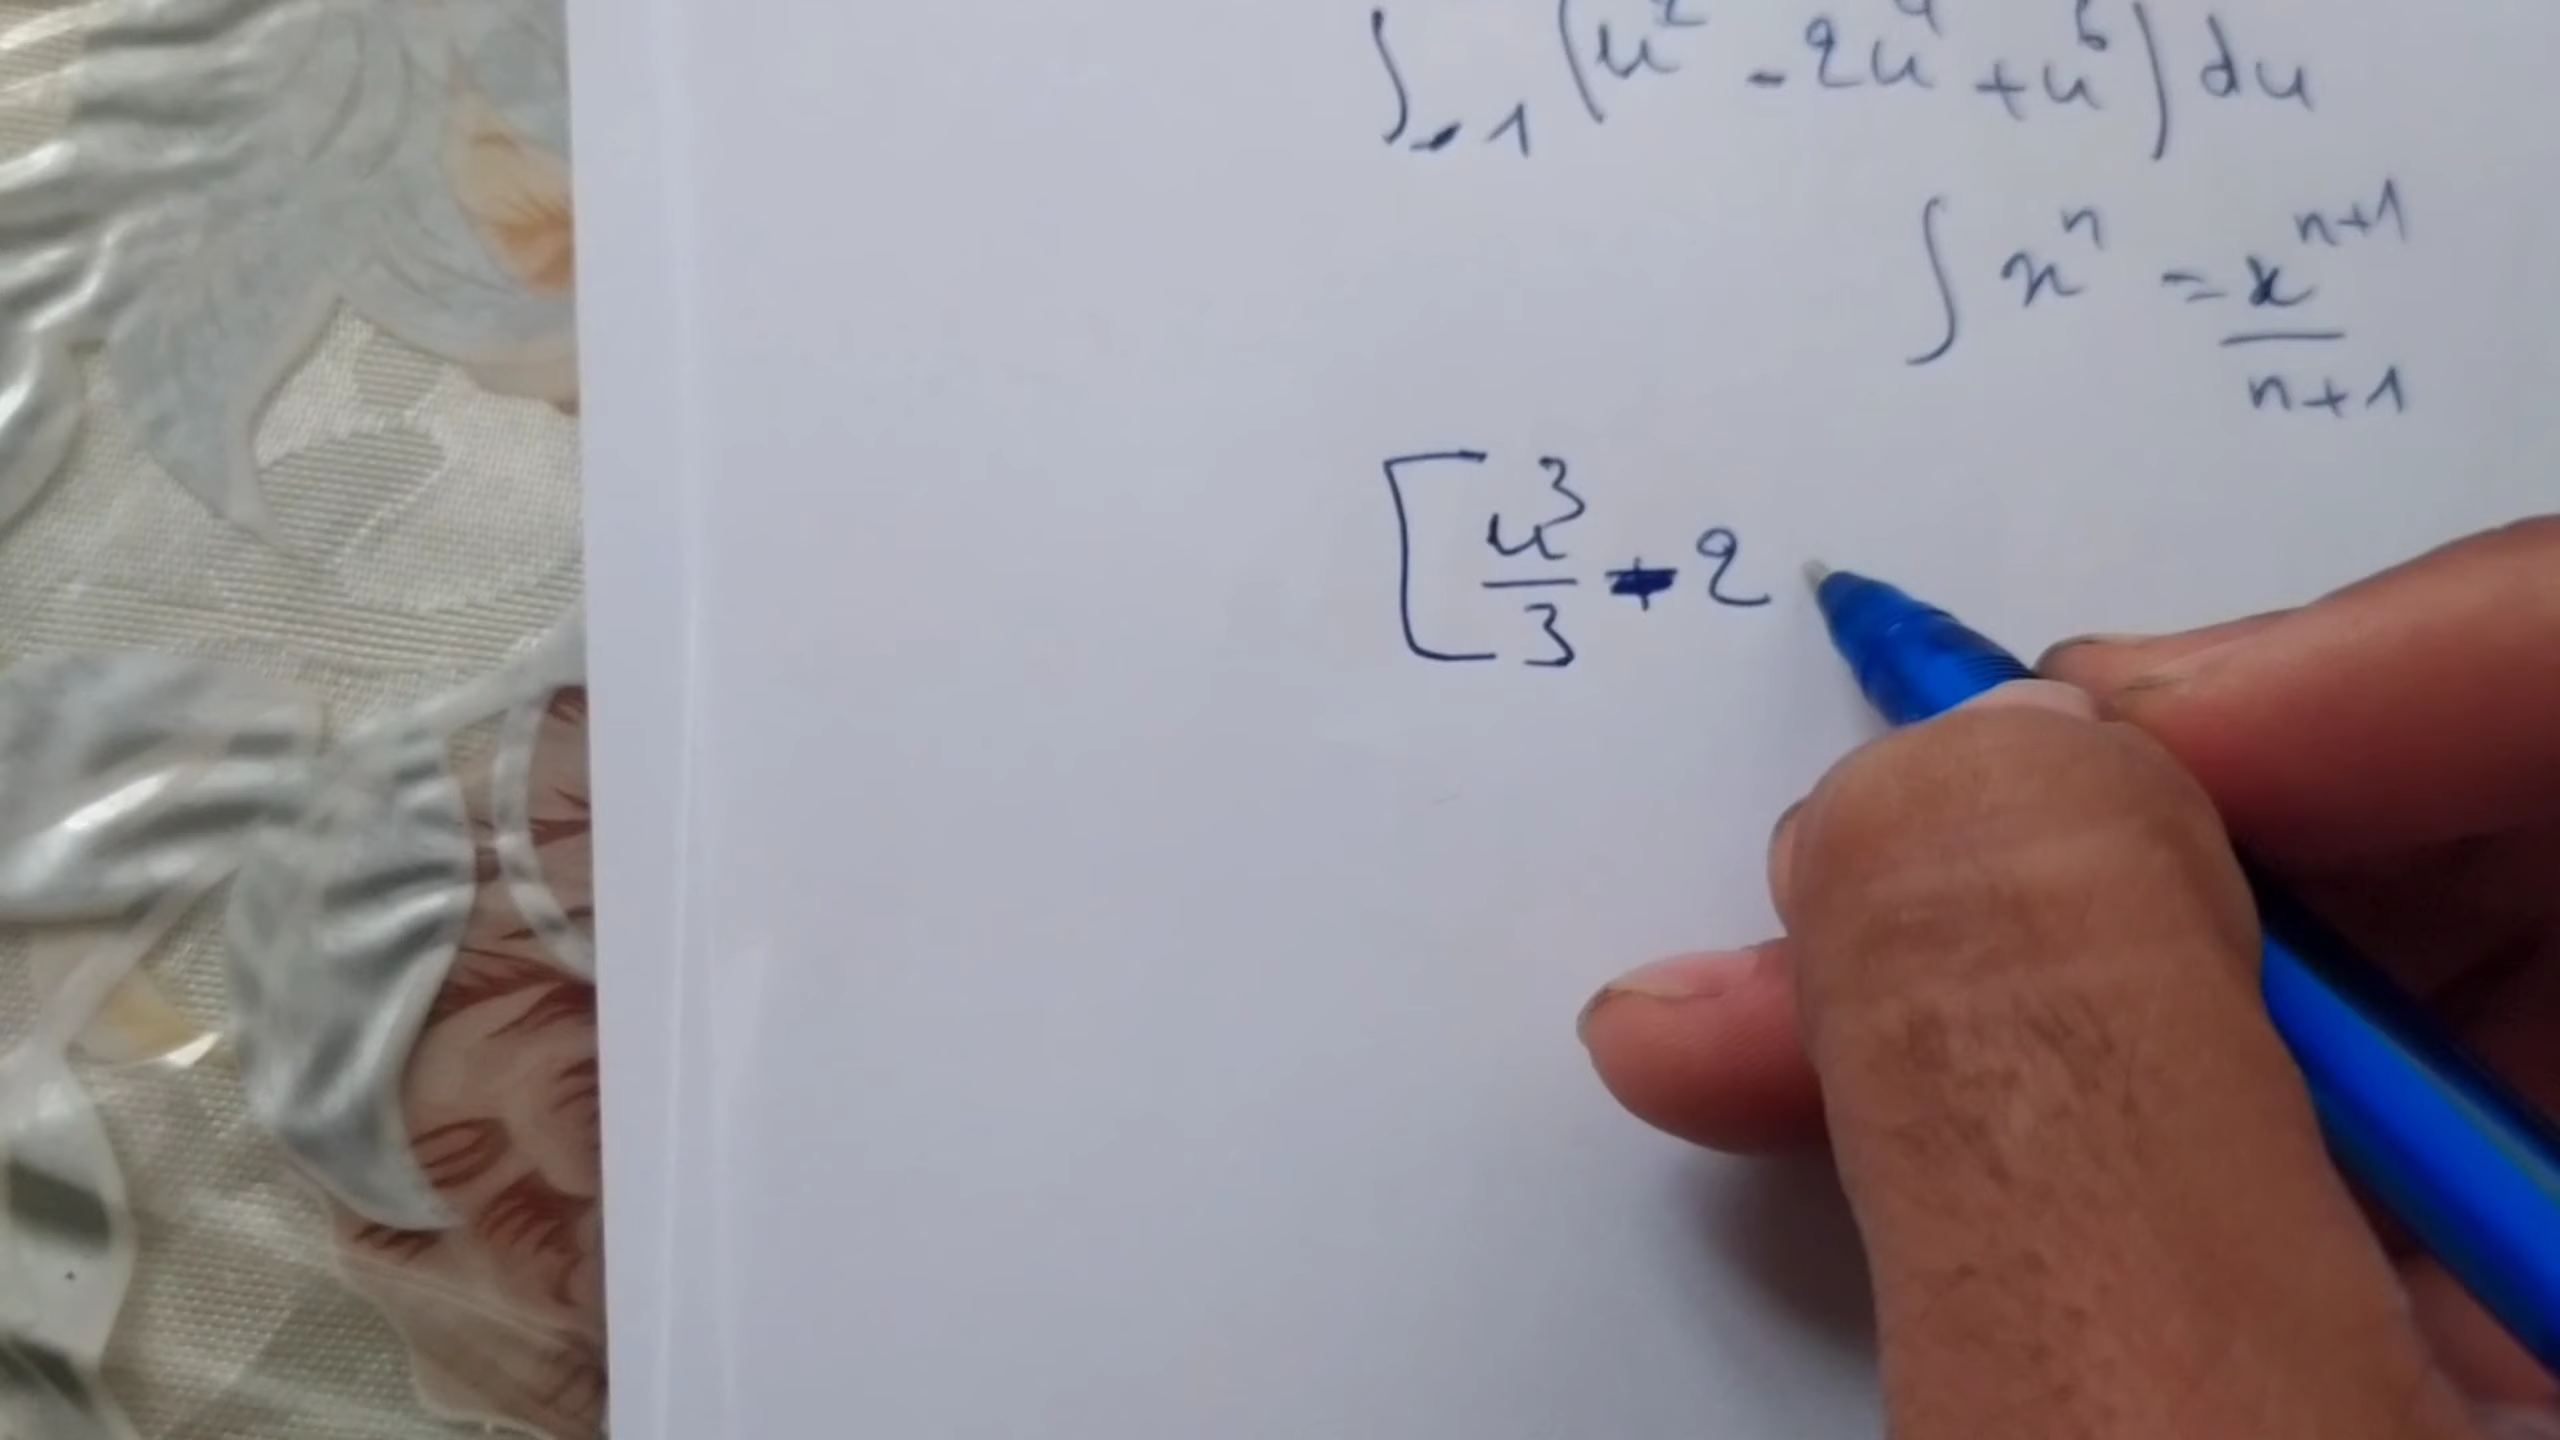 ∫₋₁ (u² - 2u⁴ + u⁶) du
∫ xⁿ = xⁿ⁺¹
n+1
[u³/3 - 2